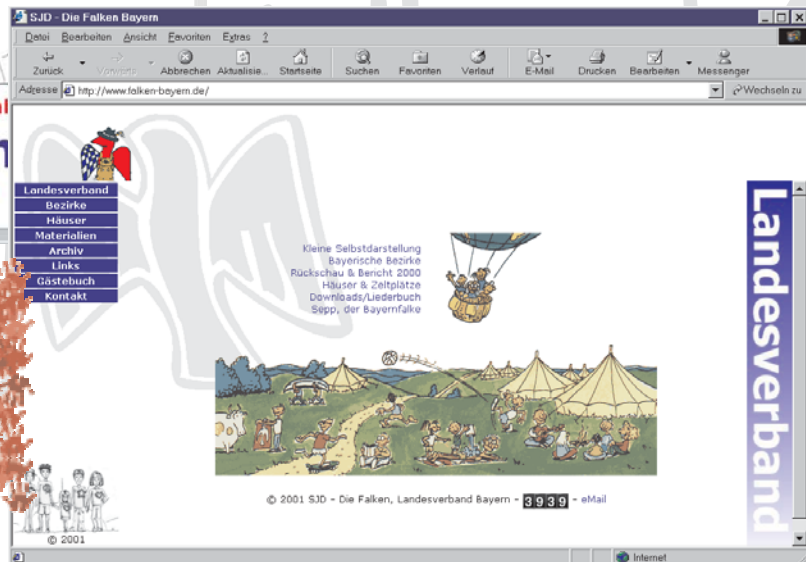 SJD - Die Falken Bayern
Datei Bearbeiten Ansicht Favoriten Extras ?
Zurück Vorwärts Abbrechen Aktualisie... Startseite Suchen Favoriten Verlauf E-Mail Drucken Bearbeiten Messenger
Adresse http://www.falken-bayern.de/ Wechseln zu
Landesverband
Bezirke
Häuser
Materialien
Archiv
Links
Gästebuch
Kontakt
Kleine Selbstdarstellung
Bayerische Bezirke
Rückschau & Bericht 2000
Häuser & Zeltplätze
Downloads/Liederbuch
Sepp, der Bayernfalke
Landesverband
© 2001 SJD - Die Falken, Landesverband Bayern - 3939 - eMail
© 2001
Internet